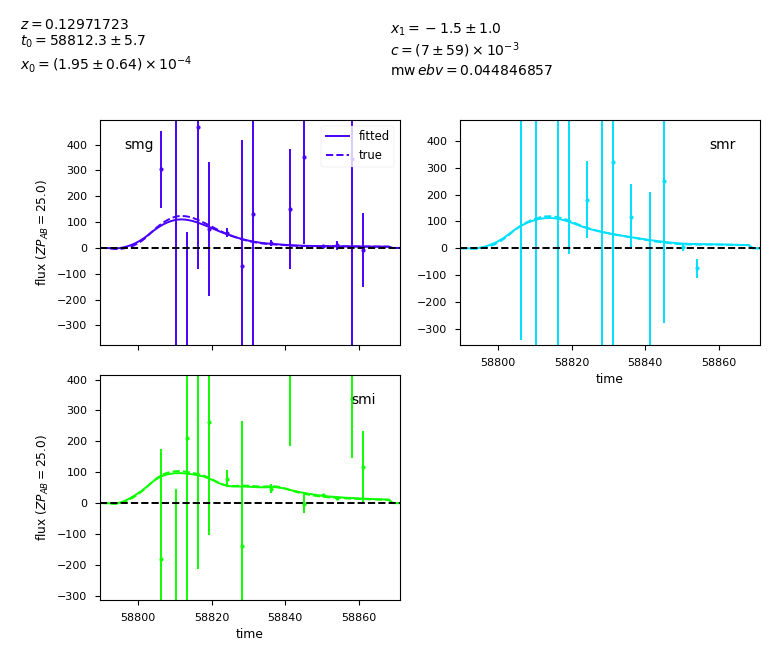 z = 0.12971723
t₀ = 58812.3 ± 5.7
x₀ = (1.95 ± 0.64) × 10⁻⁴
x₁ = −1.5 ± 1.0
c = (7 ± 59) × 10⁻³
mw ebv = 0.044846857
smg
fitted
true
400
300
200
100
0
−100
−200
−300
flux (ZP_AB = 25.0)
smr
400
300
200
100
0
−100
−200
−300
58800 58820 58840 58860
time
smi
400
300
200
100
0
−100
−200
−300
flux (ZP_AB = 25.0)
58800 58820 58840 58860
time